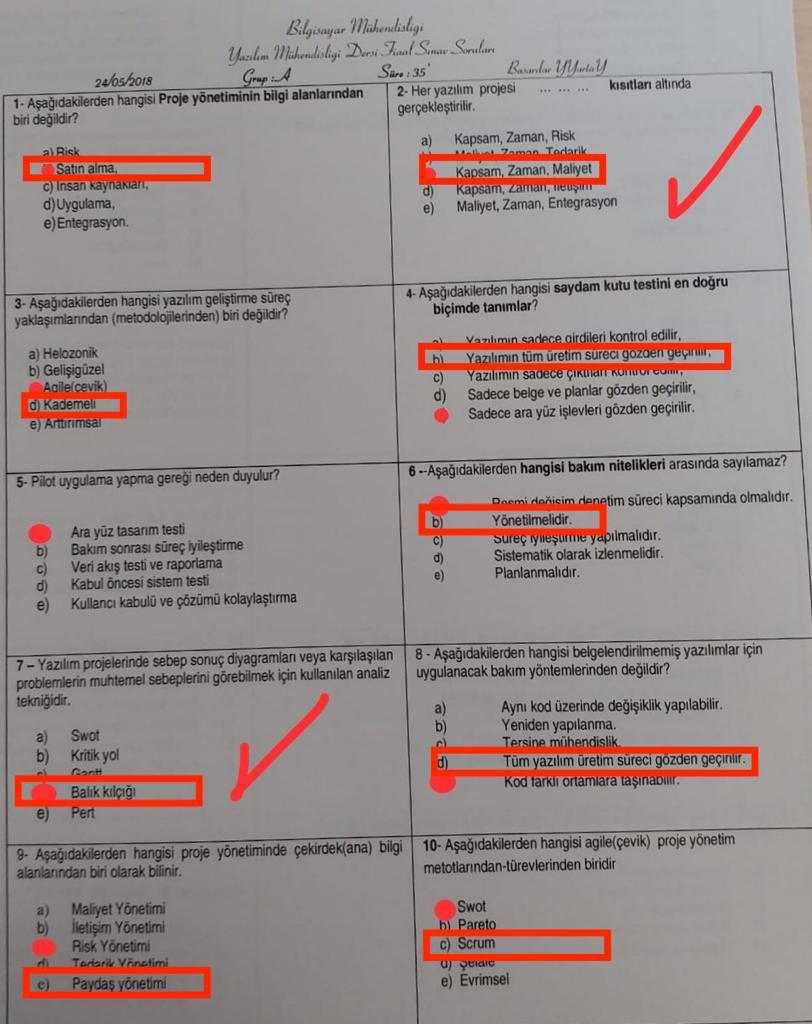 Bilgisayar Mühendisligi
Yazılım Mühendisligi Dersi Fiaal Sınav Soruları
24/05/2018 Grup :A Süre : 35' Basarılar YYurtaY
1- Aşağıdakilerden hangisi Proje yönetiminin bilgi alanlarından
biri değildir?
a) Risk
Satın alma,
c) İnsan kaynakları,
d) Uygulama,
e) Entegrasyon.
2- Her yazılım projesi ... ... ... kısıtları altında
gerçekleştirilir.
a) Kapsam, Zaman, Risk
Maliyet, Zaman, Tedarik
Kapsam, Zaman, Maliyet
d) Kapsam, Zaman, İletişim
e) Maliyet, Zaman, Entegrasyon
3- Aşağıdakilerden hangisi yazılım geliştirme süreç
yaklaşımlarından (metodolojilerinden) biri değildir?
a) Helozonik
b) Gelişigüzel
Agile(çevik)
d) Kademeli
e) Arttırımsal
4- Aşağıdakilerden hangisi saydam kutu testini en doğru
biçimde tanımlar?
a) Yazılımın sadece girdileri kontrol edilir,
b) Yazılımın tüm üretim süreci gözden geçirilir,
c) Yazılımın sadece çıktıları kontrol edilir,
d) Sadece belge ve planlar gözden geçirilir,
Sadece ara yüz işlevleri gözden geçirilir.
5- Pilot uygulama yapma gereği neden duyulur?
Ara yüz tasarım testi
b) Bakım sonrası süreç iyileştirme
c) Veri akış testi ve raporlama
d) Kabul öncesi sistem testi
e) Kullancı kabulü ve çözümü kolaylaştırma
6 --Aşağıdakilerden hangisi bakım nitelikleri arasında sayılamaz?
Resmi değişim denetim süreci kapsamında olmalıdır.
b) Yönetilmelidir.
c) Süreç iyileştirme yapılmalıdır.
d) Sistematik olarak izlenmelidir.
e) Planlanmalıdır.
7 – Yazılım projelerinde sebep sonuç diyagramları veya karşılaşılan
problemlerin muhtemel sebeplerini görebilmek için kullanılan analiz
tekniğidir.
a) Swot
b) Kritik yol
c) Gantt
Balık kılçığı
e) Pert
8 - Aşağıdakilerden hangisi belgelendirilmemiş yazılımlar için
uygulanacak bakım yöntemlerinden değildir?
a) Aynı kod üzerinde değişiklik yapılabilir.
b) Yeniden yapılanma.
c) Tersine mühendislik.
d) Tüm yazılım üretim süreci gözden geçirilir.
Kod farklı ortamlara taşınabilir.
9- Aşağıdakilerden hangisi proje yönetiminde çekirdek(ana) bilgi
alanlarından biri olarak bilinir.
a) Maliyet Yönetimi
b) İletişim Yönetimi
Risk Yönetimi
d) Tedarik Yönetimi
e) Paydaş yönetimi
10- Aşağıdakilerden hangisi agile(çevik) proje yönetim
metotlarından-türevlerinden biridir
Swot
b) Pareto
c) Scrum
d) Şelale
e) Evrimsel